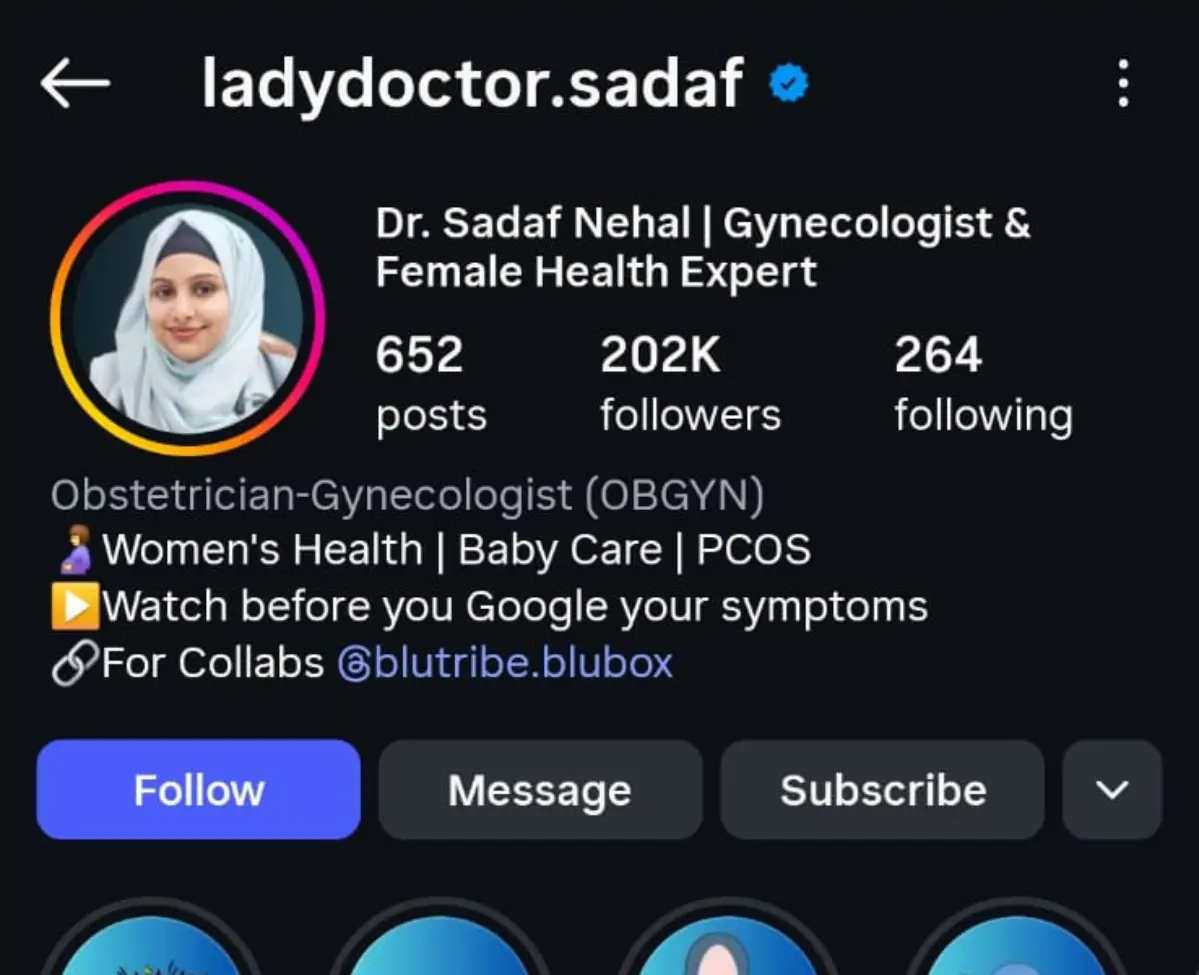 ladydoctor.sadaf
Dr. Sadaf Nehal | Gynecologist &
Female Health Expert
652
202K
264
posts
followers
following
Obstetrician-Gynecologist (OBGYN)
🤰Women's Health | Baby Care | PCOS
▶️Watch before you Google your symptoms
🔗For Collabs @blutribe.blubox
Follow
Message
Subscribe